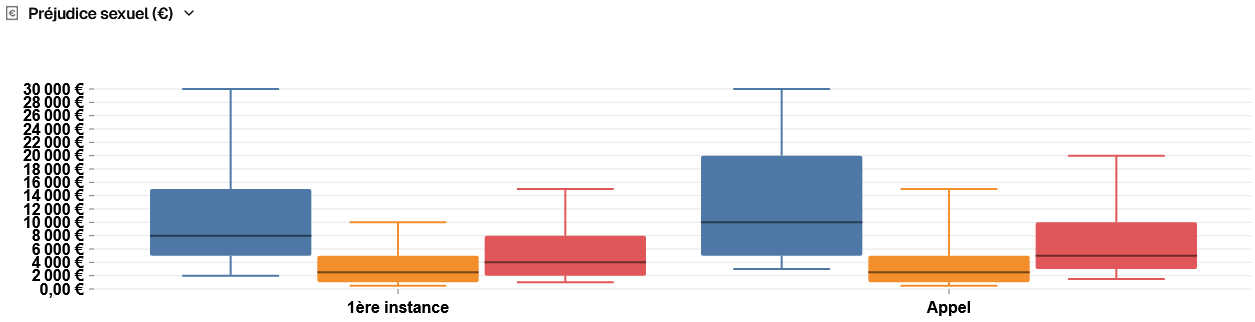 Préjudice sexuel (€)
30 000 €
28 000 €
26 000 €
24 000 €
22 000 €
20 000 €
18 000 €
16 000 €
14 000 €
12 000 €
10 000 €
8 000 €
6 000 €
4 000 €
2 000 €
0,00 €
1ère instance
Appel